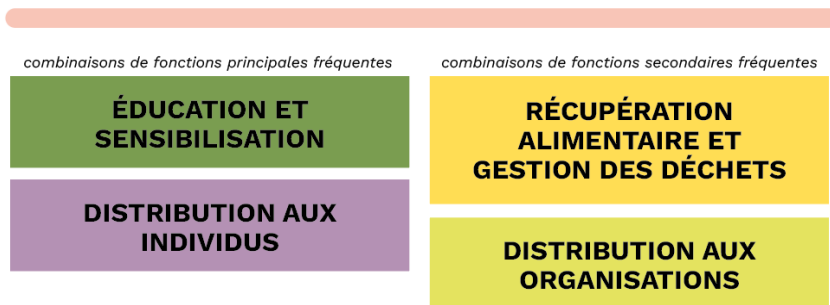 combinaisons de fonctions principales fréquentes
ÉDUCATION ET
SENSIBILISATION
DISTRIBUTION AUX
INDIVIDUS
combinaisons de fonctions secondaires fréquentes
RÉCUPÉRATION
ALIMENTAIRE ET
GESTION DES DÉCHETS
DISTRIBUTION AUX
ORGANISATIONS